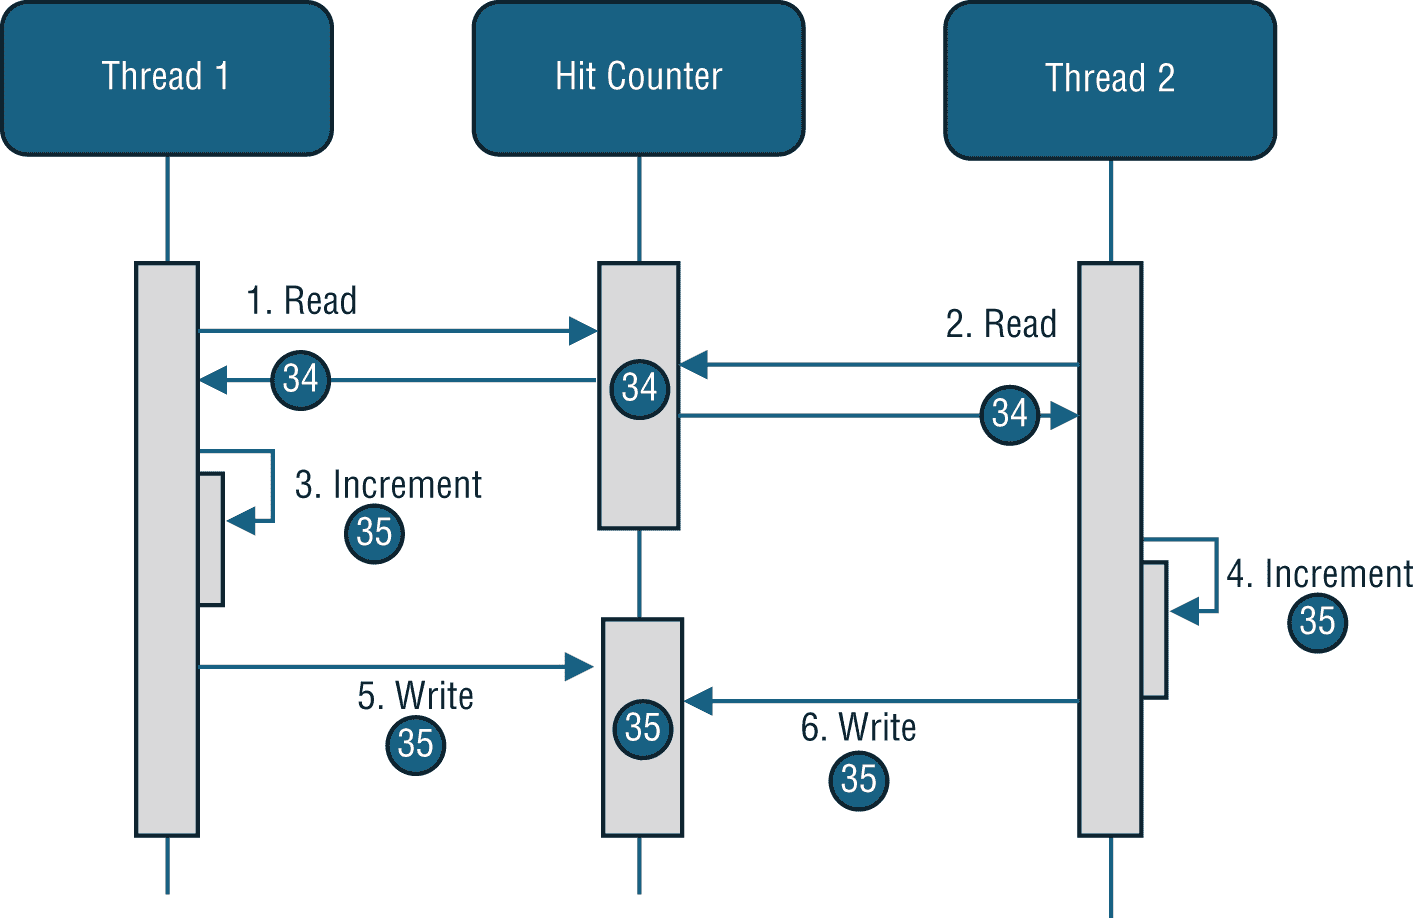 Thread 1
Hit Counter
Thread 2
1. Read
2. Read
34
34
34
3. Increment
35
4. Increment
35
5. Write
35
35
6. Write
35